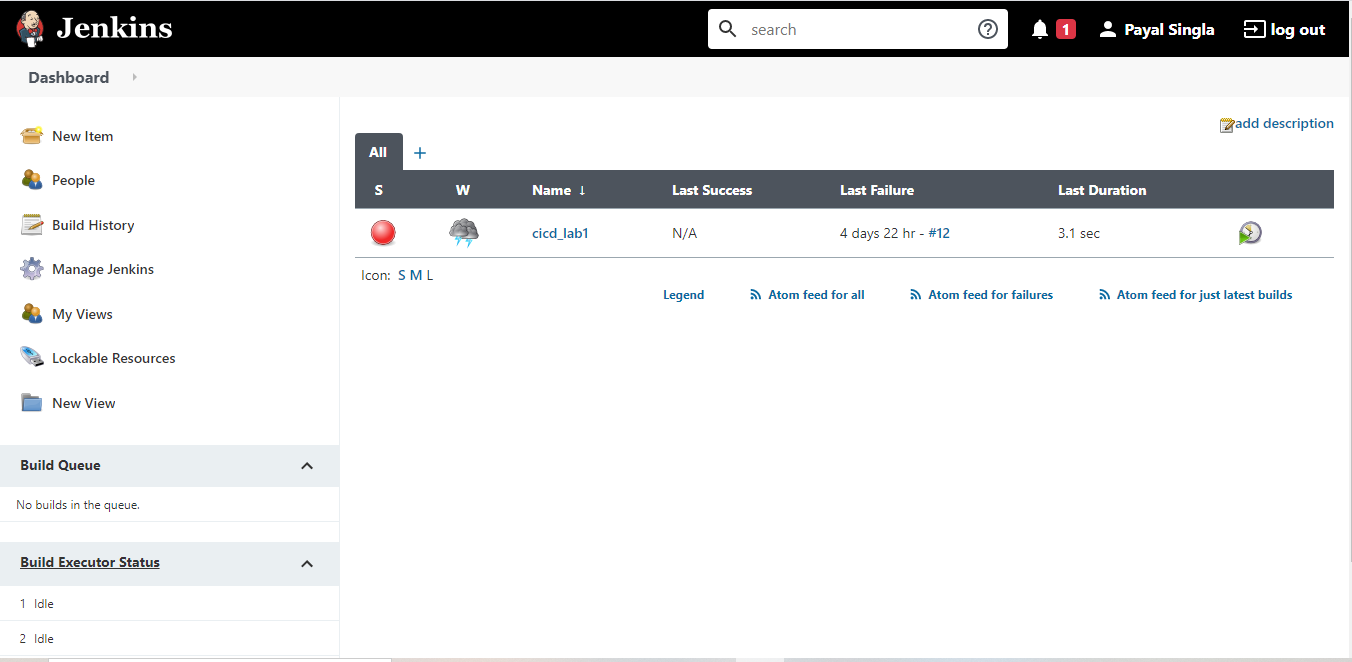 Jenkins
search
1
Payal Singla
log out
Dashboard
New Item
People
Build History
Manage Jenkins
My Views
Lockable Resources
New View
Build Queue
No builds in the queue.
Build Executor Status
1 Idle
2 Idle
add description
All +
S W Name ↓ Last Success Last Failure Last Duration
cicd_lab1 N/A 4 days 22 hr - #12 3.1 sec
Icon: S M L
Legend Atom feed for all Atom feed for failures Atom feed for just latest builds